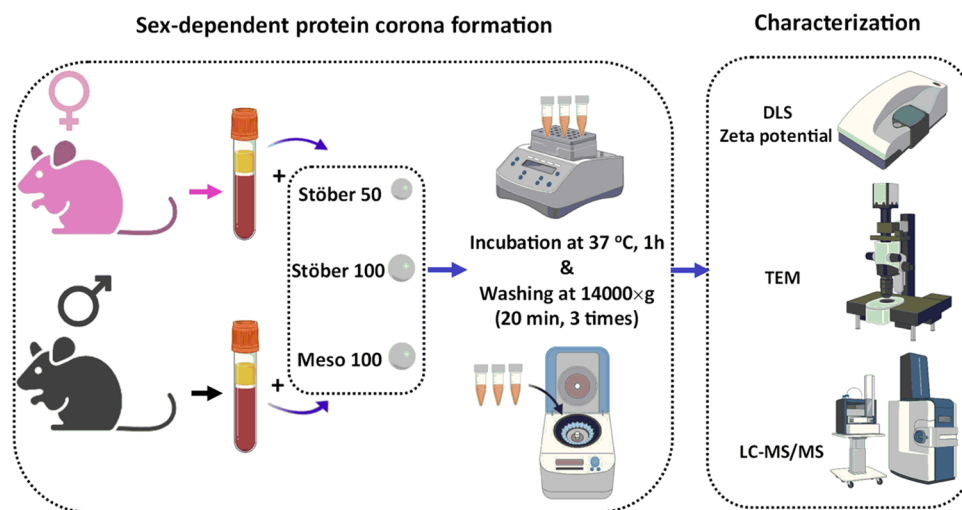 Sex-dependent protein corona formation
Characterization
+
Stöber 50
Stöber 100
Meso 100
+
Incubation at 37 °C, 1h
&
Washing at 14000×g
(20 min, 3 times)
DLS
Zeta potential
TEM
LC-MS/MS